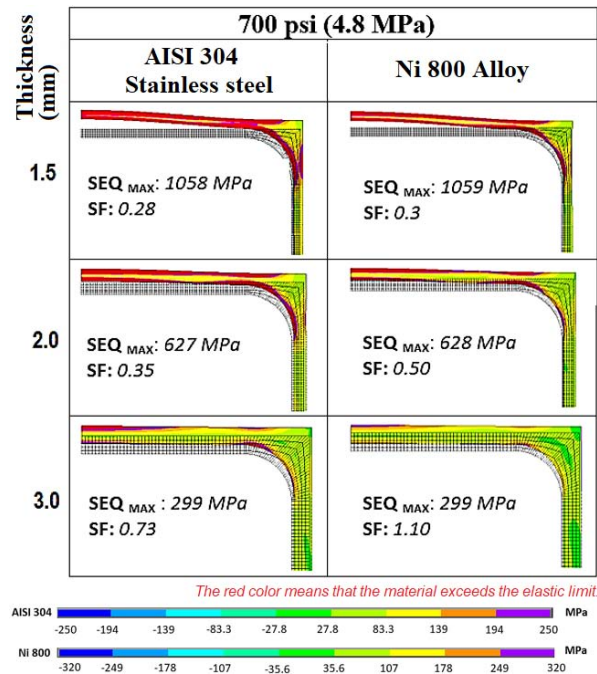 700 psi (4.8 MPa)
Thickness
(mm)
AISI 304
Stainless steel
Ni 800 Alloy
1.5
SEQ MAX: 1058 MPa
SF: 0.28
SEQ MAX: 1059 MPa
SF: 0.3
2.0
SEQ MAX: 627 MPa
SF: 0.35
SEQ MAX: 628 MPa
SF: 0.50
3.0
SEQ MAX: 299 MPa
SF: 0.73
SEQ MAX: 299 MPa
SF: 1.10
The red color means that the material exceeds the elastic limit.
AISI 304
MPa
-250 -194 -139 -83.3 -27.8 27.8 83.3 139 194 250
Ni 800
MPa
-320 -249 -178 -107 -35.6 35.6 107 178 249 320